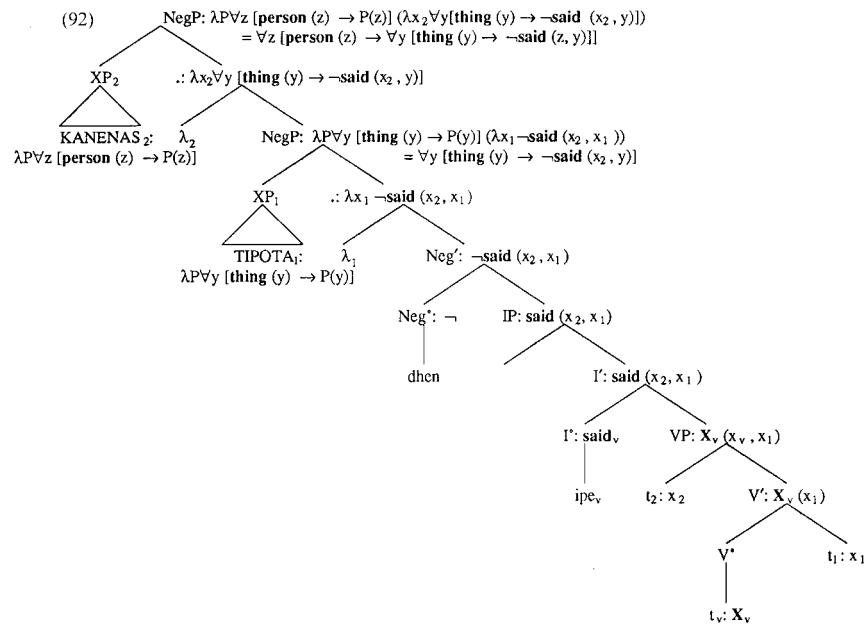 (92) NegP: λP∀z [person (z) → P(z)] (λx₂∀y[thing (y) → ¬said (x₂, y)])
= ∀z [person (z) → ∀y [thing (y) → ¬said (z, y)]]
XP₂ .: λx₂∀y [thing (y) → ¬said (x₂, y)]
KANENAS₂: λ₂ NegP: λP∀y [thing (y) → P(y)] (λx₁¬said (x₂, x₁))
λP∀z [person (z) → P(z)] = ∀y [thing (y) → ¬said (x₂, y)]
XP₁ .: λx₁ ¬said (x₂, x₁)
TIPOTA₁: λ₁ Neg′: ¬said (x₂, x₁)
λP∀y [thing (y) → P(y)]
Neg°: ¬ IP: said (x₂, x₁)
dhen I′: said (x₂, x₁)
I°: saidᵥ VP: Xᵥ (xᵥ, x₁)
ipeᵥ t₂: x₂ V′: Xᵥ (x₁)
V° t₁: x₁
tᵥ: Xᵥ